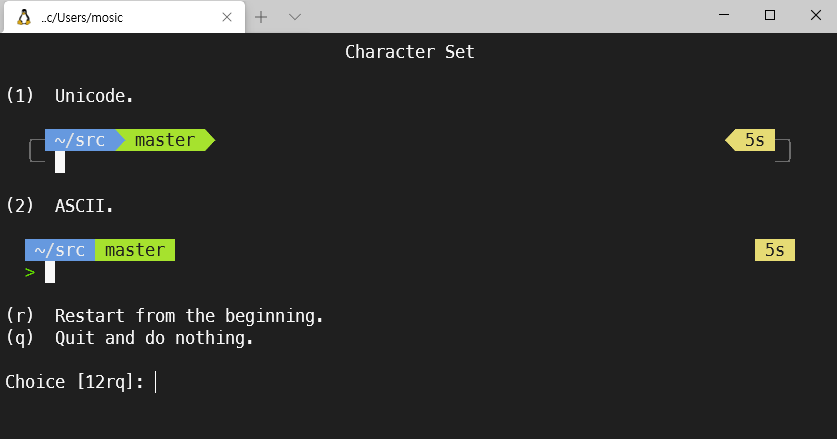 ..c/Users/mosic
Character Set
(1) Unicode.
~/src master 5s
(2) ASCII.
~/src master 5s
>
(r) Restart from the beginning.
(q) Quit and do nothing.
Choice [12rq]: